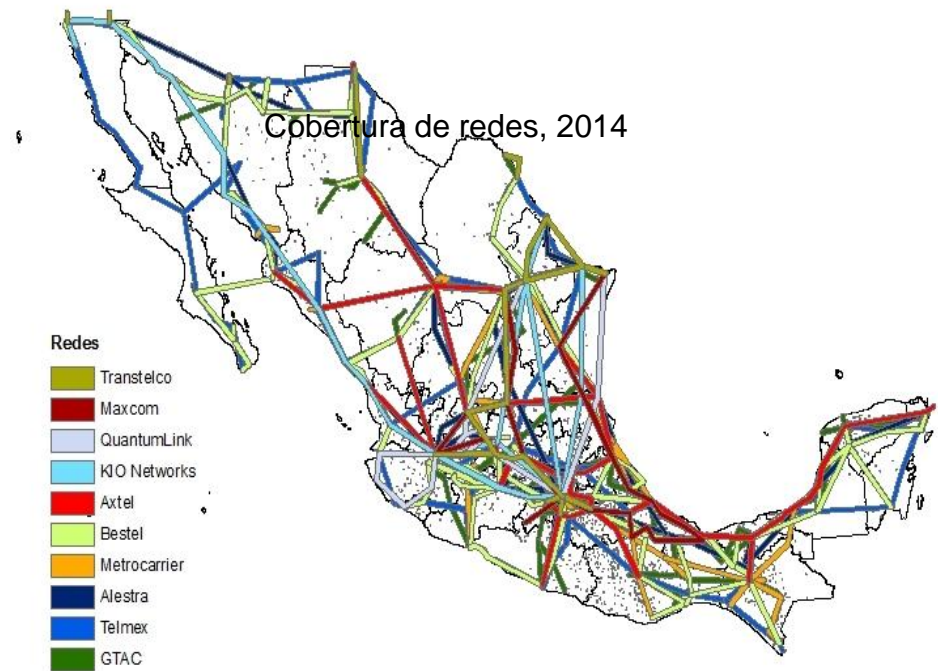 Cobertura de redes, 2014
Redes
Transtelco
Maxcom
QuantumLink
KIO Networks
Axtel
Bestel
Metrocarrier
Alestra
Telmex
GTAC